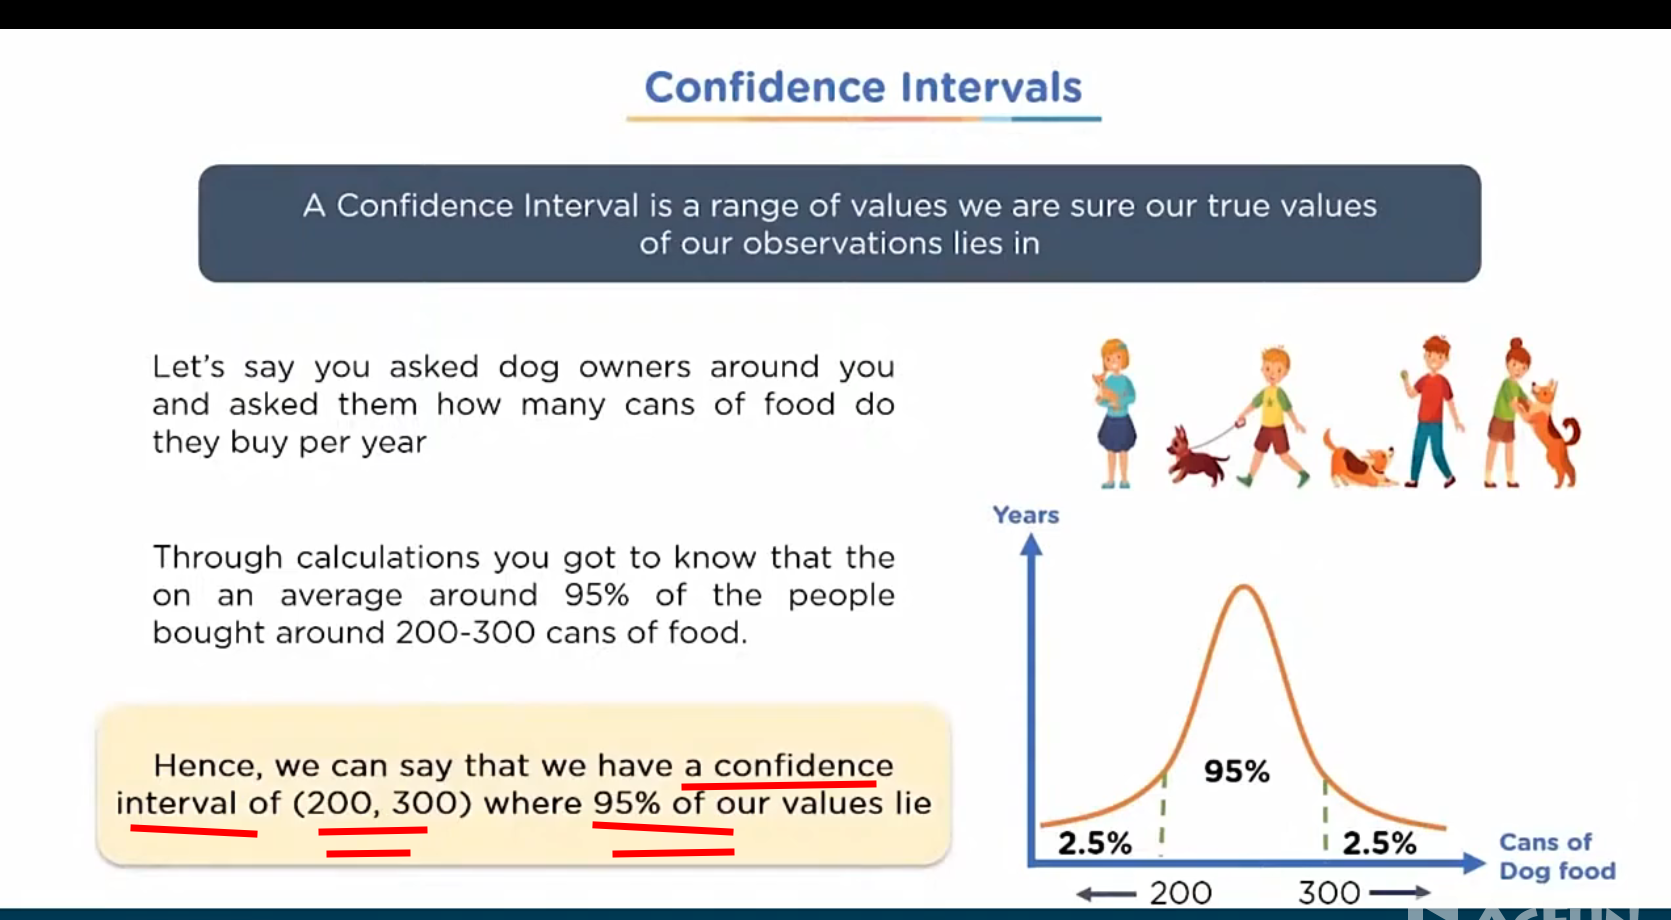 Confidence Intervals
A Confidence Interval is a range of values we are sure our true values
of our observations lies in
Let's say you asked dog owners around you
and asked them how many cans of food do
they buy per year
Through calculations you got to know that the
on an average around 95% of the people
bought around 200-300 cans of food.
Hence, we can say that we have a confidence
interval of (200, 300) where 95% of our values lie
Years
95%
2.5%
2.5%
Cans of
Dog food
200
300